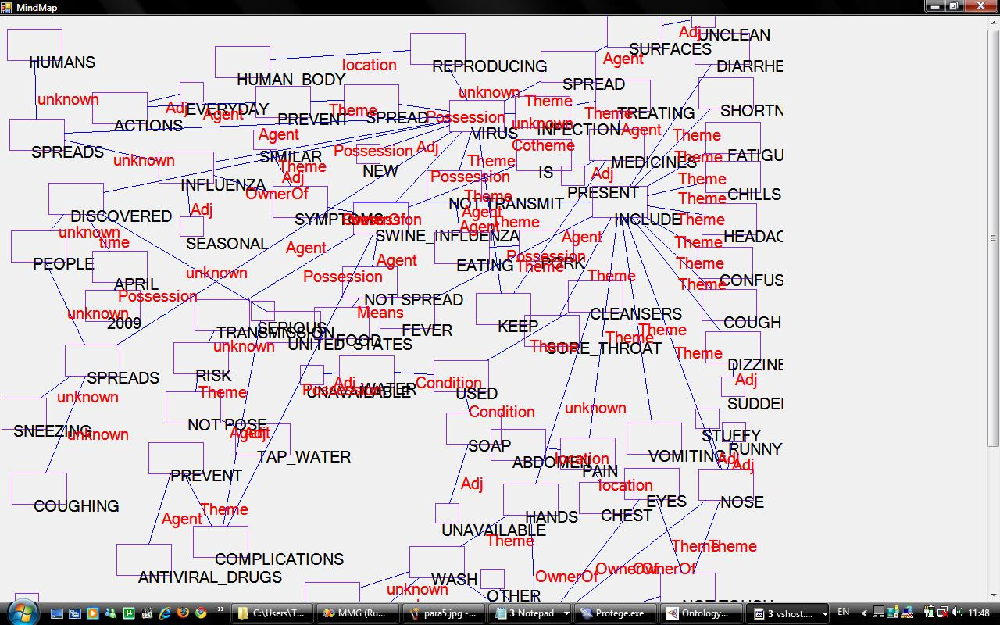 MindMap
UNCLEAN
Adj
SURFACES
HUMANS
Agent
DIARRHE
location
REPRODUCING
HUMAN_BODY
SPREAD
unknown
unknown
Theme
Adj
EVERYDAY
Agent
Theme
Theme
TREATING
SHORTN
ACTIONS
PREVENT
SPREAD
Possession
unknown
INFECTION
Agent
VIRUS
Agent
Theme
SPREADS
Possession
Adj
Cotheme
SIMILAR
Theme
unknown
Theme
MEDICINES
Theme
FATIGU
NEW
IS
Adj
Adj
Possession
Theme
INFLUENZA
OwnerOf
PRESENT
CHILLS
Theme
Theme
NOT TRANSMIT
Adj
Agent
DISCOVERED
SYMPTOMS
OwnerOf
Possession
Theme
INCLUDE
Theme
Agent
unknown
SWINE_INFLUENZA
Agent
HEADAC
time
SEASONAL
Agent
Theme
PEOPLE
Agent
EATING
Possession
PORK
Theme
Theme
unknown
Possession
Theme
CONFUS
APRIL
Theme
Possession
NOT SPREAD
unknown
Means
CLEANSERS
2009
SERIOUS
FEVER
KEEP
COUGH
TRANSMISSION
Theme
FOOD
Theme
unknown
UNITED_STATES
Theme
SORE_THROAT
Theme
RISK
DIZZINE
SPREADS
Adj
Condition
Adj
Possession
WATER
UNAVAILABLE
Theme
USED
unknown
SUDDEN
Condition
unknown
NOT POSE
SNEEZING
unknown
Agent
Adj
STUFFY
SOAP
RUNNY
TAP_WATER
VOMITING
ABDOMEN
location
Adj
Adj
PREVENT
PAIN
Adj
location
COUGHING
EYES
NOSE
Theme
HANDS
CHEST
Agent
UNAVAILABLE
Theme
Theme
Theme
COMPLICATIONS
OwnerOf
OwnerOf
OwnerOf
ANTIVIRAL_DRUGS
WASH
unknown
OTHER
C:\Users\T...
MMG (Ru...
para5.jpg -...
3 Notepad
Protege.exe
Ontology...
3 vshost....
EN
11:48